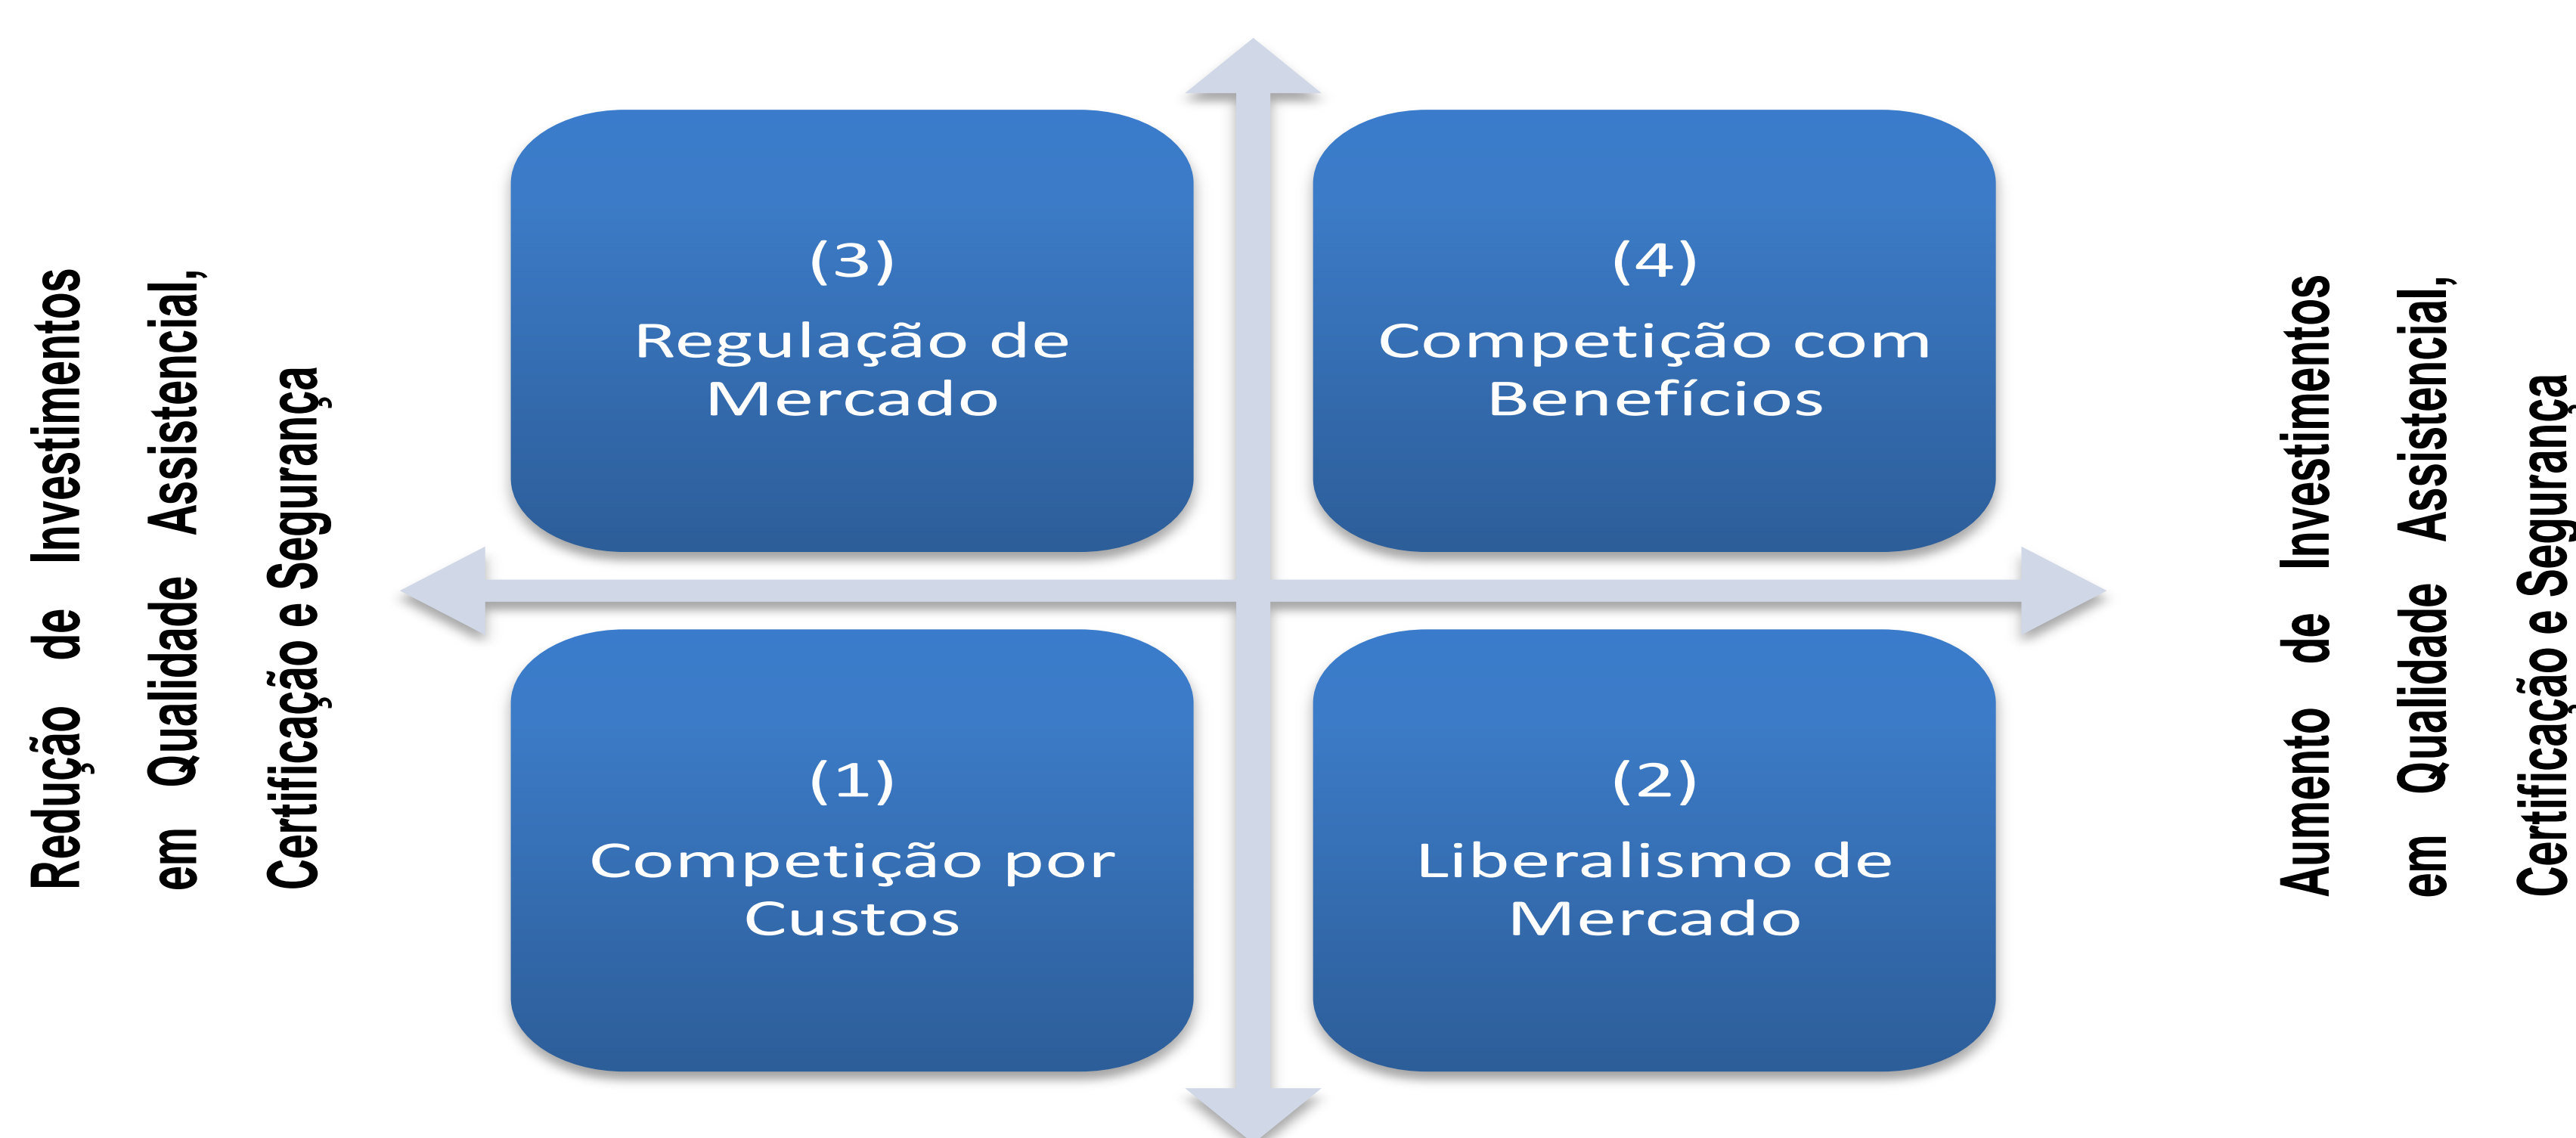 Redução de Investimentos
em Qualidade Assistencial,
Certificação e Segurança
(3)
Regulação de
Mercado
(4)
Competição com
Benefícios
(1)
Competição por
Custos
(2)
Liberalismo de
Mercado
Aumento de Investimentos
em Qualidade Assistencial,
Certificação e Segurança